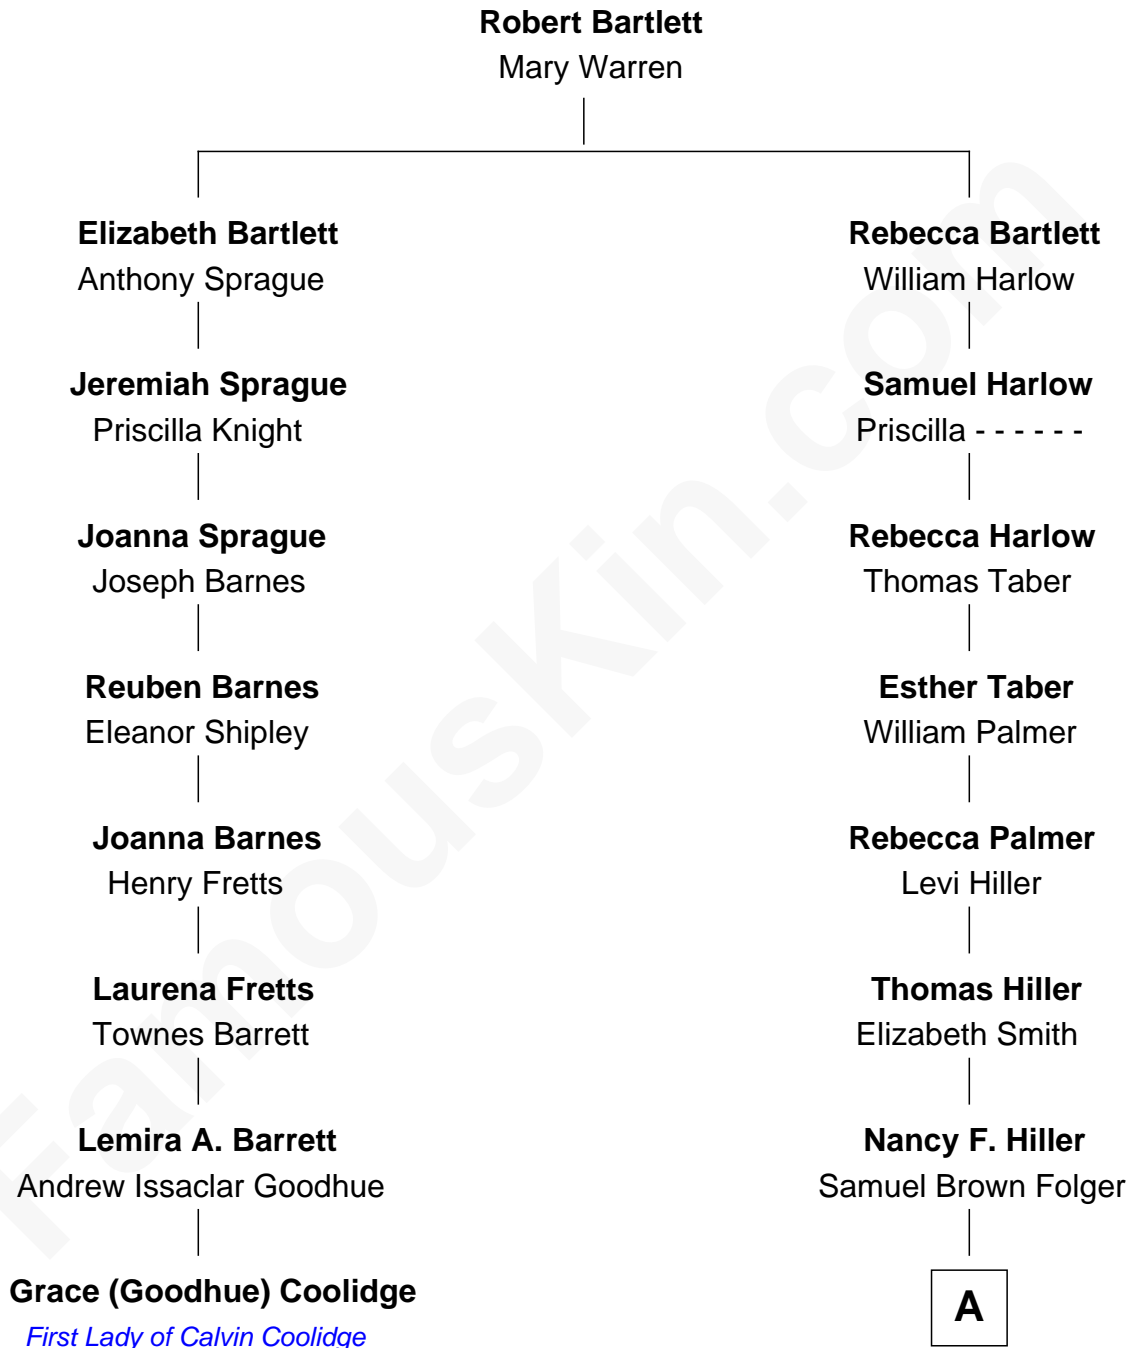 Robert Bartlett
Mary Warren
Elizabeth Bartlett
Anthony Sprague
Rebecca Bartlett
William Harlow
Jeremiah Sprague
Priscilla Knight
Samuel Harlow
Priscilla - - - - - -
Joanna Sprague
Joseph Barnes
Rebecca Harlow
Thomas Taber
Reuben Barnes
Eleanor Shipley
Esther Taber
William Palmer
Joanna Barnes
Henry Fretts
Rebecca Palmer
Levi Hiller
Laurena Fretts
Townes Barrett
Thomas Hiller
Elizabeth Smith
Lemira A. Barrett
Andrew Issaclar Goodhue
Nancy F. Hiller
Samuel Brown Folger
Grace (Goodhue) Coolidge
First Lady of Calvin Coolidge
A
FamousKin.com